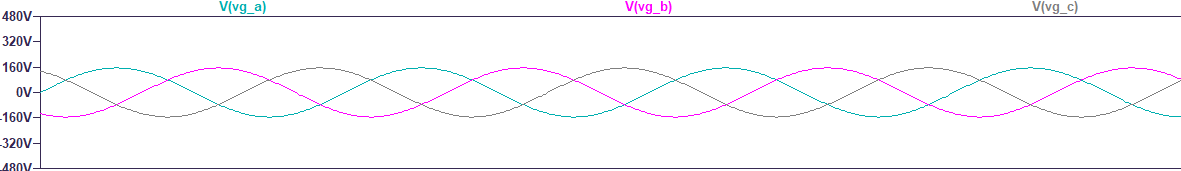 V(vg_a) V(vg_b) V(vg_c)
480V
320V
160V
0V
-160V
-320V
-480V